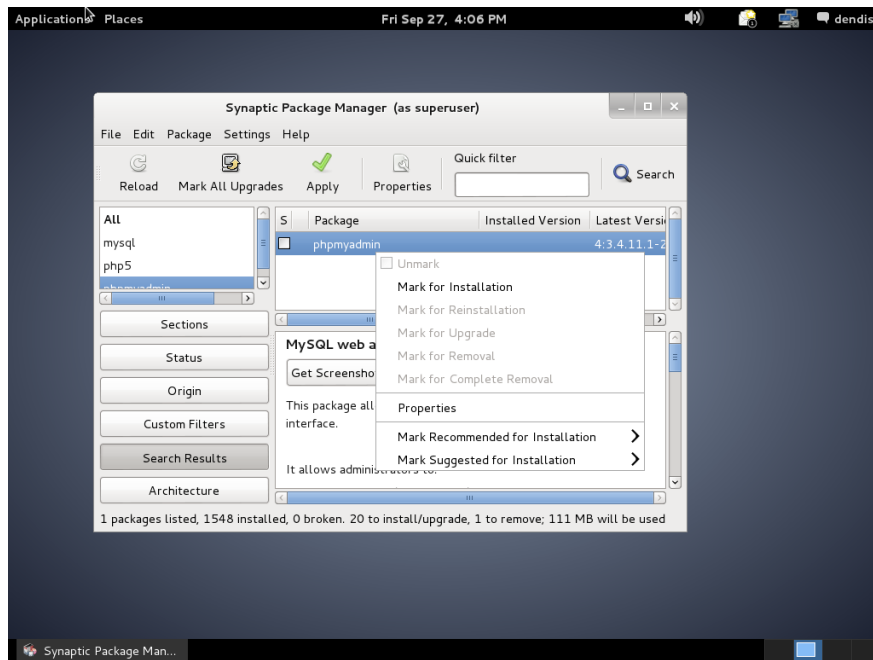 Applications Places Fri Sep 27, 4:06 PM dendis
Synaptic Package Manager (as superuser)
File Edit Package Settings Help
Quick filter
Reload Mark All Upgrades Apply Properties Search
All
mysql
php5
phpmyadmin
S Package Installed Version Latest Versi
phpmyadmin 4:3.4.11.1-2
Unmark
Mark for Installation
Mark for Reinstallation
Mark for Upgrade
Mark for Removal
Mark for Complete Removal
Properties
Mark Recommended for Installation
Mark Suggested for Installation
Sections
Status
Origin
Custom Filters
Search Results
Architecture
MySQL web a
Get Screensho
This package all
interface.
It allows administrators to:
1 packages listed, 1548 installed, 0 broken. 20 to install/upgrade, 1 to remove; 111 MB will be used
Synaptic Package Man...